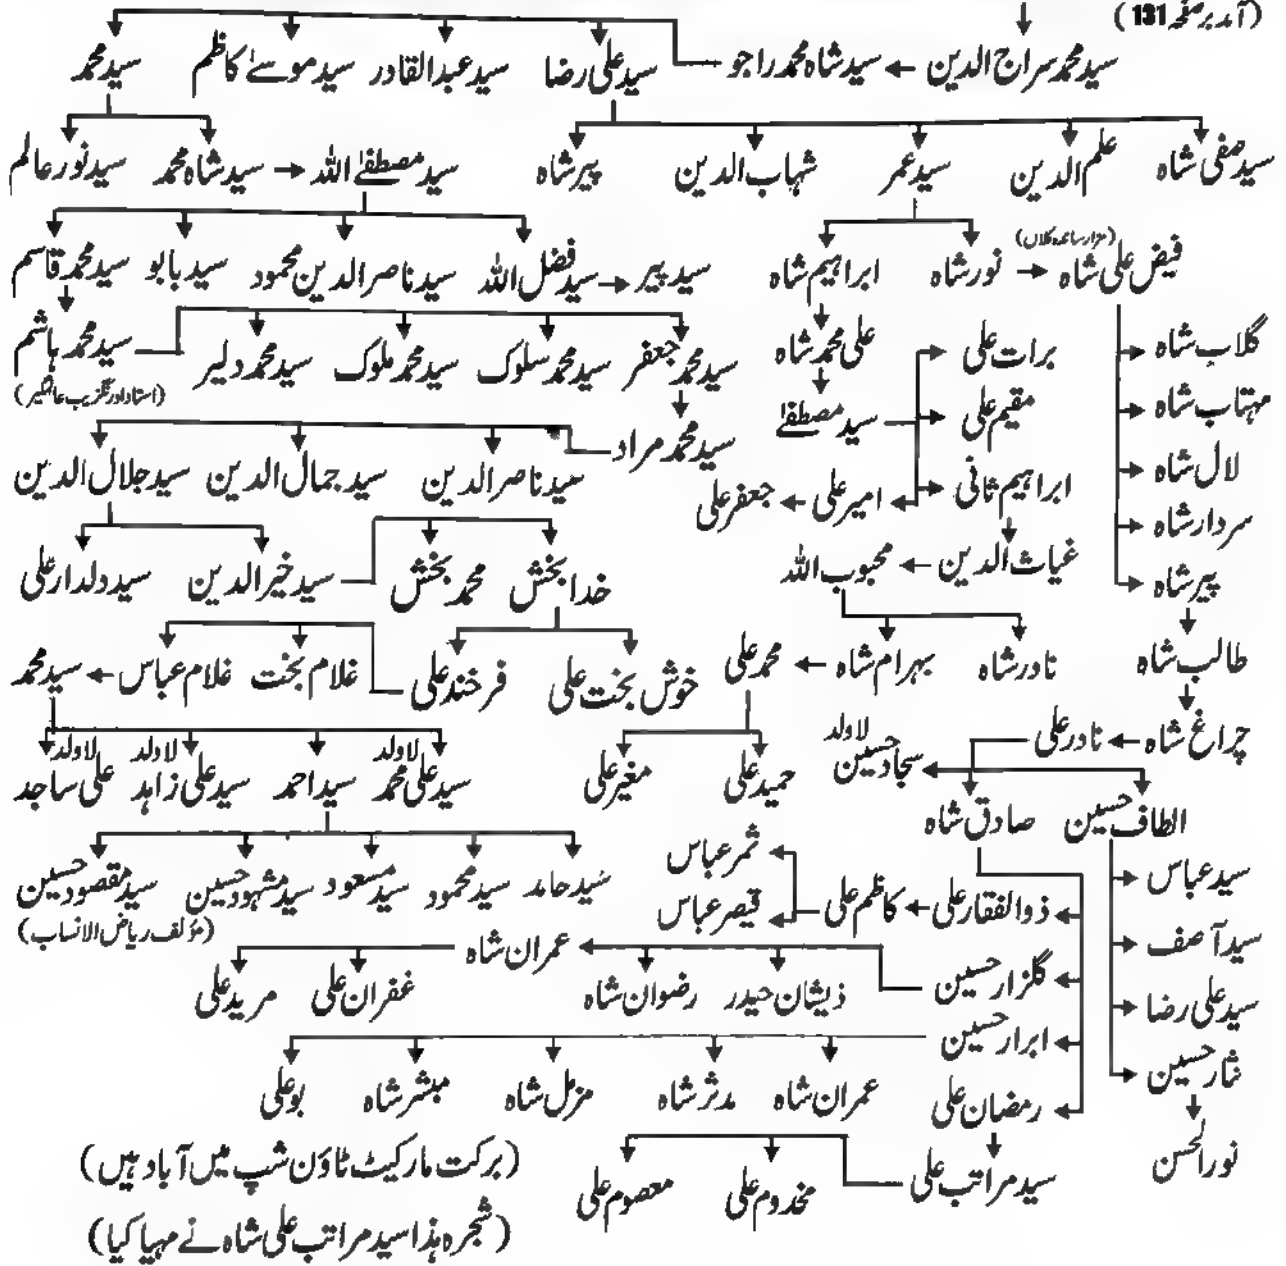 (آمد بر صفحہ 131)
سید محمد سراج الدین سید شاہ محمد راجو سید علی رضا سید عبدالقادر سید موسےٰ کاظم سید محمد
سید صفی شاہ علم الدین سید عمر شہاب الدین پیر شاہ سید مصطفےٰ اللہ سید شاہ محمد سید نور عالم
فیض علی شاہ نور شاہ ابراہیم شاہ سید پیر سید فضل اللہ سید ناصر الدین محمود سید بابو سید محمد قاسم
گلاب شاہ برات علی علی محمد شاہ سید محمد جعفر سید محمد سلوک سید محمد ملوک سید محمد دلیر سید محمد ہاشم
(استاد اورنگزیب عالمگیر)
مہتاب شاہ مقیم علی سید مصطفےٰ سید محمد مراد
لال شاہ ابراہیم ثانی امیر علی جعفر علی سید ناصر الدین سید جمال الدین سید جلال الدین
سردار شاہ
پیر شاہ غیاث الدین محبوب اللہ خدا بخش محمد بخش سید خیر الدین سید دلدار علی
طالب شاہ نادر شاہ بہرام شاہ محمد علی خوش بخت علی فرخند علی غلام بخت غلام عباس سید محمد
چراغ شاہ نادر علی سجاد حسین لاولد حمید علی مغیر علی سید علی محمد لاولد سید احمد سید علی زاہد لاولد علی ساجد لاولد
الطاف حسین صادق شاہ
سید عباس ثمر عباس سید حامد سید محمود سید مسعود سید مشہود حسین سید مقصود حسین
ذوالفقار علی کاظم علی قیصر عباس (مؤلف ریاض الانساب)
سید آصف عمران شاہ
گلزار حسین ذیشان حیدر رضوان شاہ غفران علی مرید علی
سید علی رضا
ابرار حسین
نثار حسین رمضان علی عمران شاہ مدثر شاہ مزمل شاہ مبشر شاہ بو علی
نور الحسن سید مراتب علی مخدوم علی معصوم علی
(برکت مارکیٹ ٹاؤن شپ میں آباد ہیں)
(شجرہ ہذا سید مراتب علی شاہ نے مہیا کیا)